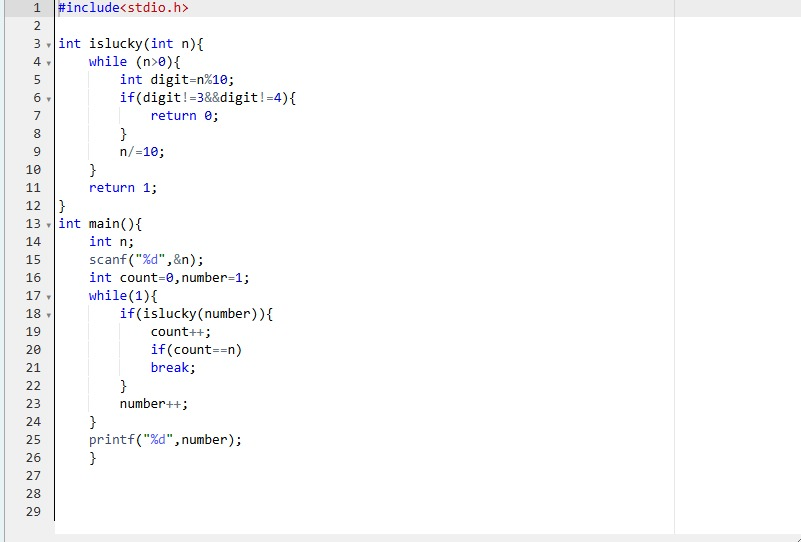 1 #include<stdio.h>
2
3 int islucky(int n){
4     while (n>0){
5         int digit=n%10;
6         if(digit!=3&&digit!=4){
7             return 0;
8         }
9         n/=10;
10     }
11     return 1;
12 }
13 int main(){
14     int n;
15     scanf("%d",&n);
16     int count=0,number=1;
17     while(1){
18         if(islucky(number)){
19             count++;
20             if(count==n)
21             break;
22         }
23         number++;
24     }
25     printf("%d",number);
26     }
27
28
29